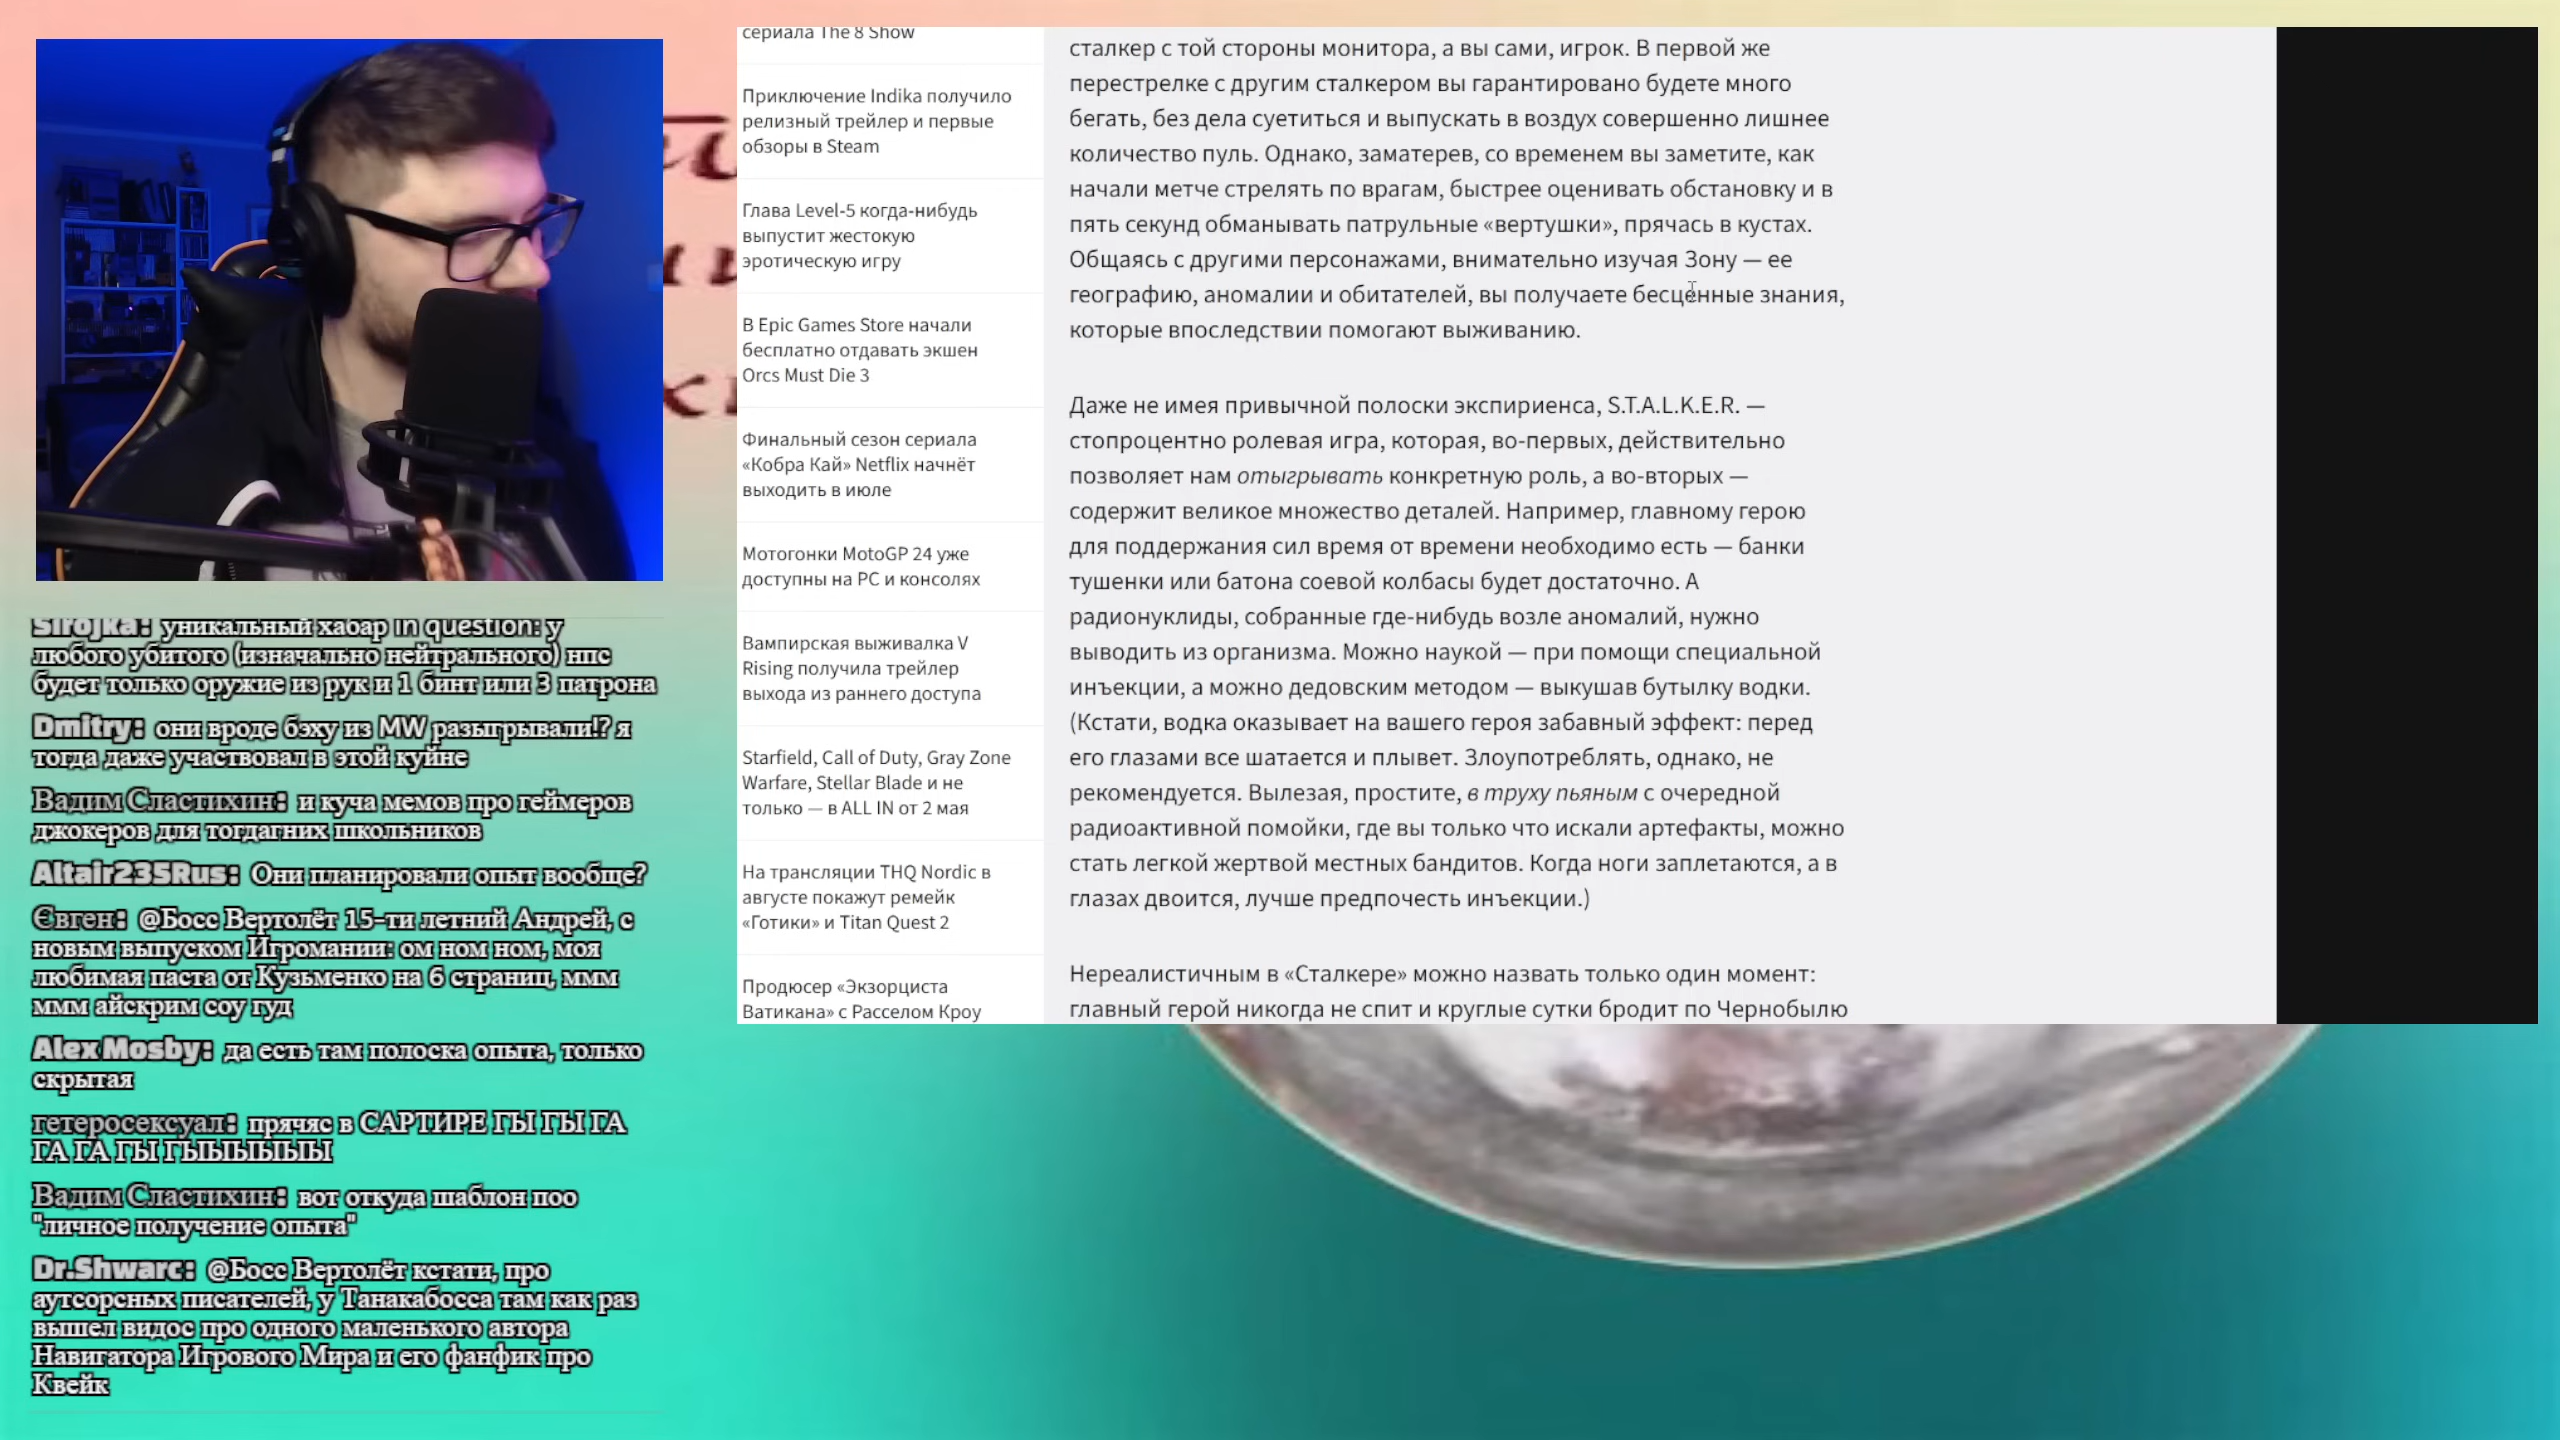 Sirojka: уникальный хабар in question: у
любого убитого (изначально нейтрального) нпс
будет только оружие из рук и 1 бинт или 3 патрона
Dmitry: они вроде бэху из MW разыгрывали!? я
тогда даже участвовал в этой куйне
Вадим Сластихин: и куча мемов про геймеров
джокеров для тогдагних школьников
Altair23SRus: Они планировали опыт вообще?
Євген: @Босс Вертолёт 15-ти летний Андрей, с
новым выпуском Игромании: ом ном ном, моя
любимая паста от Кузьменко на 6 страниц, ммм
ммм айскрим соу гуд
Alex Mosby: да есть там полоска опыта, только
скрытая
гетеросексуал: прячяс в САРТИРЕ ГЫ ГЫ ГА
ГА ГА ГЫ ГЫЫЫЫЫЫ
Вадим Сластихин: вот откуда шаблон поо
"личное получение опыта"
Dr.Shwarc: @Босс Вертолёт кстати, про
аутсорсных писателей, у Танакабосса там как раз
вышел видос про одного маленького автора
Навигатора Игрового Мира и его фанфик про
Квейк
сериала The 8 Show
Приключение Indika получило
релизный трейлер и первые
обзоры в Steam
Глава Level-5 когда-нибудь
выпустит жестокую
эротическую игру
В Epic Games Store начали
бесплатно отдавать экшен
Orcs Must Die 3
Финальный сезон сериала
«Кобра Кай» Netflix начнёт
выходить в июле
Мотогонки MotoGP 24 уже
доступны на PC и консолях
Вампирская выживалка V
Rising получила трейлер
выхода из раннего доступа
Starfield, Call of Duty, Gray Zone
Warfare, Stellar Blade и не
только — в ALL IN от 2 мая
На трансляции THQ Nordic в
августе покажут ремейк
«Готики» и Titan Quest 2
Продюсер «Экзорциста
Ватикана» с Расселом Кроу
сталкер с той стороны монитора, а вы сами, игрок. В первой же
перестрелке с другим сталкером вы гарантировано будете много
бегать, без дела суетиться и выпускать в воздух совершенно лишнее
количество пуль. Однако, заматерев, со временем вы заметите, как
начали метче стрелять по врагам, быстрее оценивать обстановку и в
пять секунд обманывать патрульные «вертушки», прячась в кустах.
Общаясь с другими персонажами, внимательно изучая Зону — ее
географию, аномалии и обитателей, вы получаете бесценные знания,
которые впоследствии помогают выживанию.
Даже не имея привычной полоски экспириенса, S.T.A.L.K.E.R. —
стопроцентно ролевая игра, которая, во-первых, действительно
позволяет нам отыгрывать конкретную роль, а во-вторых —
содержит великое множество деталей. Например, главному герою
для поддержания сил время от времени необходимо есть — банки
тушенки или батона соевой колбасы будет достаточно. А
радионуклиды, собранные где-нибудь возле аномалий, нужно
выводить из организма. Можно наукой — при помощи специальной
инъекции, а можно дедовским методом — выкушав бутылку водки.
(Кстати, водка оказывает на вашего героя забавный эффект: перед
его глазами все шатается и плывет. Злоупотреблять, однако, не
рекомендуется. Вылезая, простите, в труху пьяным с очередной
радиоактивной помойки, где вы только что искали артефакты, можно
стать легкой жертвой местных бандитов. Когда ноги заплетаются, а в
глазах двоится, лучше предпочесть инъекции.)
Нереалистичным в «Сталкере» можно назвать только один момент:
главный герой никогда не спит и круглые сутки бродит по Чернобылю